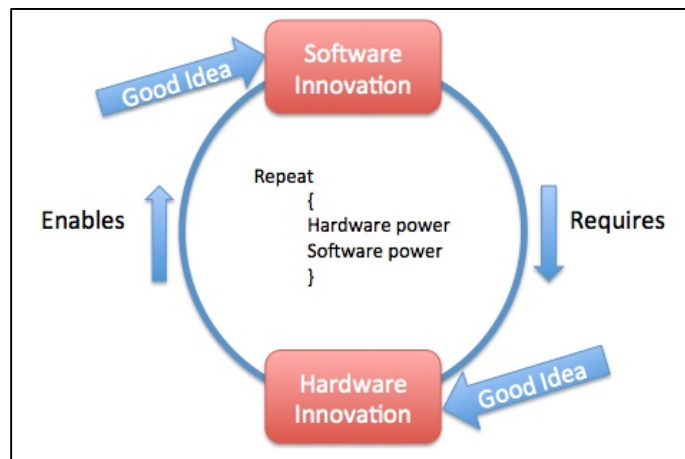 Software
Innovation
Good Idea
Repeat
{
Hardware power
Software power
}
Enables
Requires
Hardware
Innovation
Good Idea